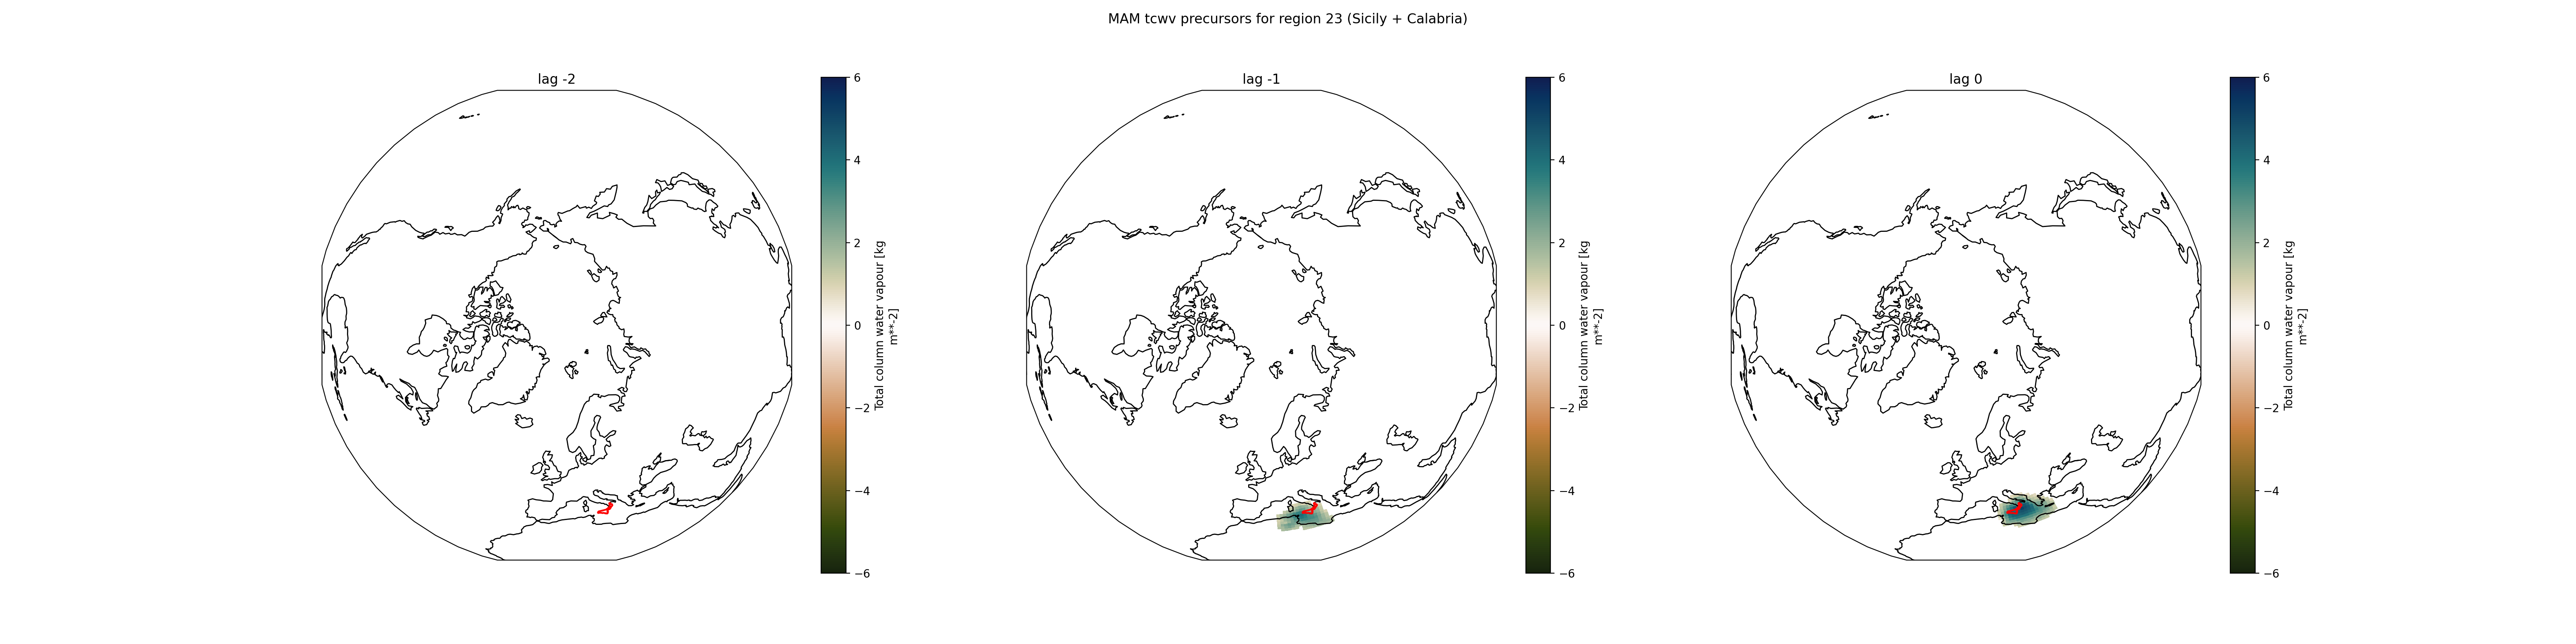 MAM tcwv precursors for region 23 (Sicily + Calabria)
lag -2
6
4
2
0
−2
−4
−6
Total column water vapour [kg
m**-2]
lag -1
6
4
2
0
−2
−4
−6
Total column water vapour [kg
m**-2]
lag 0
6
4
2
0
−2
−4
−6
Total column water vapour [kg
m**-2]